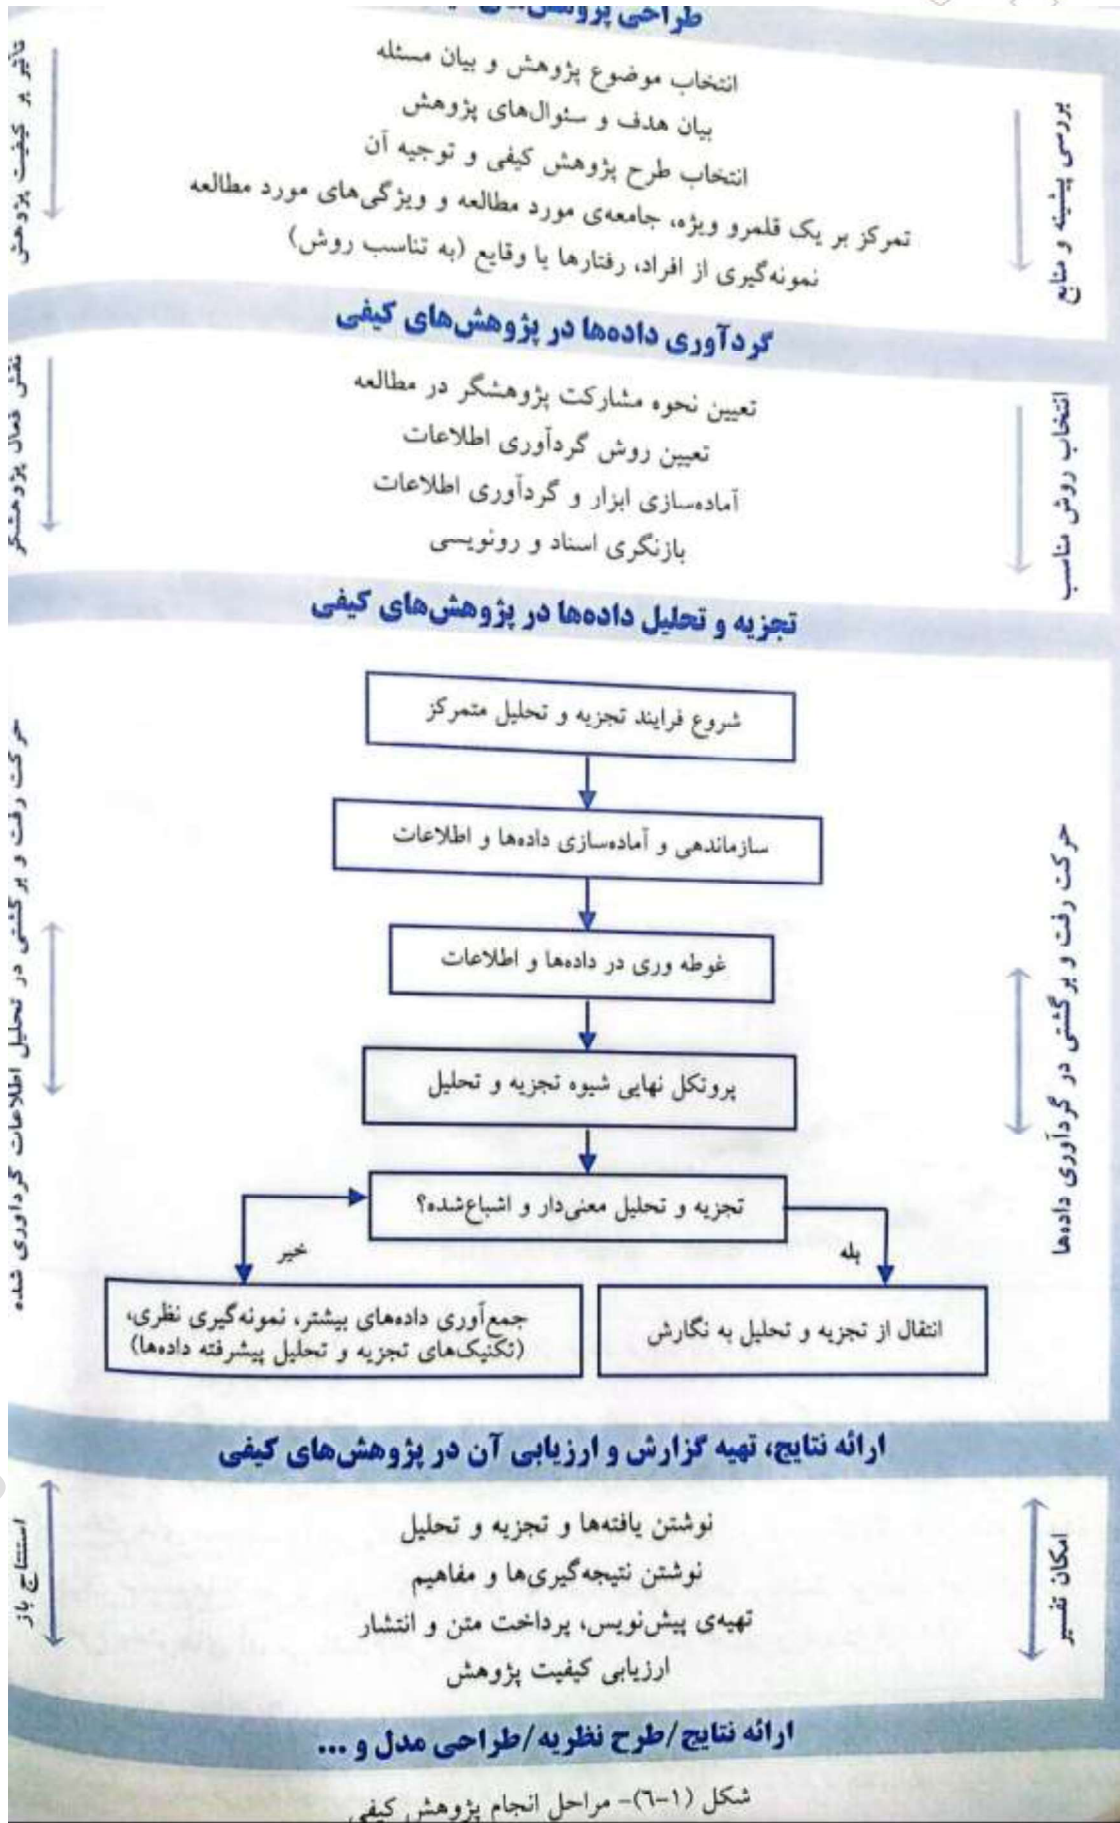 طراحی پژوهش‌های
انتخاب موضوع پژوهش و بیان مسئله
بیان هدف و سئوال‌های پژوهش
انتخاب طرح پژوهش کیفی و توجیه آن
تمرکز بر یک قلمرو ویژه، جامعه‌ی مورد مطالعه و ویژگی‌های مورد مطالعه
نمونه‌گیری از افراد، رفتارها یا وقایع (به تناسب روش)
بررسی پیشینه و منابع
تاثیر بر کیفیت پژوهش
گردآوری داده‌ها در پژوهش‌های کیفی
تعیین نحوه مشارکت پژوهشگر در مطالعه
تعیین روش گردآوری اطلاعات
آماده‌سازی ابزار و گردآوری اطلاعات
بازنگری اسناد و رونویسی
انتخاب روش مناسب
نقش فعال پژوهشگر
تجزیه و تحلیل داده‌ها در پژوهش‌های کیفی
شروع فرایند تجزیه و تحلیل متمرکز
سازماندهی و آماده‌سازی داده‌ها و اطلاعات
غوطه وری در داده‌ها و اطلاعات
پروتکل نهایی شیوه تجزیه و تحلیل
تجزیه و تحلیل معنی‌دار و اشباع‌شده؟
بله
خیر
انتقال از تجزیه و تحلیل به نگارش
جمع‌آوری داده‌های بیشتر، نمونه‌گیری نظری،
(تکنیک‌های تجزیه و تحلیل پیشرفته داده‌ها)
حرکت رفت و برگشتی در گردآوری داده‌ها
حرکت رفت و برگشتی در تحلیل اطلاعات گردآوری شده
ارائه نتایج، تهیه گزارش و ارزیابی آن در پژوهش‌های کیفی
نوشتن یافته‌ها و تجزیه و تحلیل
نوشتن نتیجه‌گیری‌ها و مفاهیم
تهیه‌ی پیش‌نویس، پرداخت متن و انتشار
ارزیابی کیفیت پژوهش
امکان تفسیر
استنتاج باز
ارائه نتایج/طرح نظریه/طراحی مدل و ...
شکل (۱-۶)- مراحل انجام پژوهش کیفی